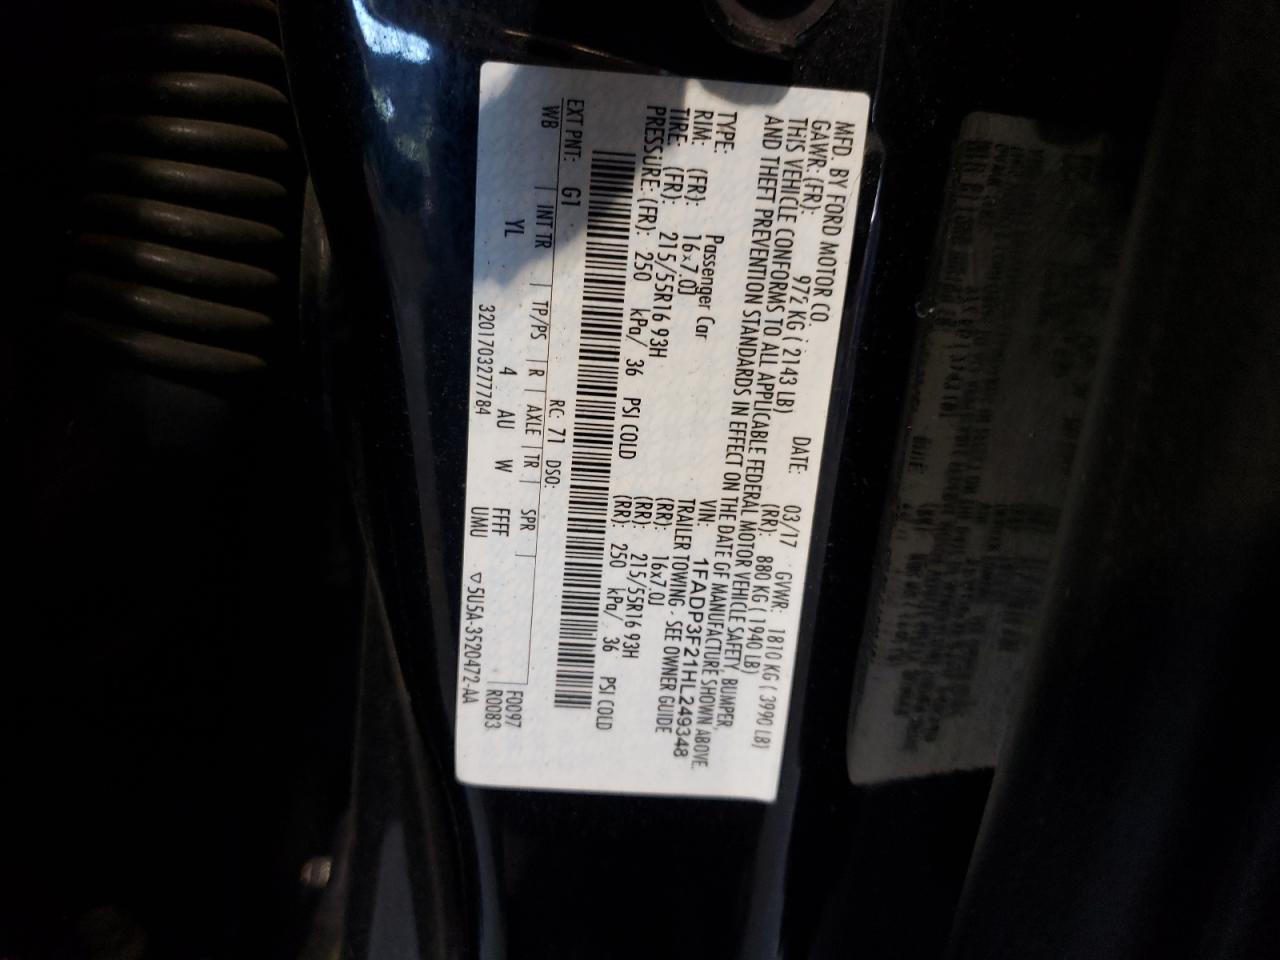 MFD. BY FORD MOTOR CO.
DATE: 03/17 GVWR: 1810 KG ( 3990 LB)
GAWR: (FR): 972 KG ( 2143 LB) (RR): 880 KG ( 1940 LB)
THIS VEHICLE CONFORMS TO ALL APPLICABLE FEDERAL MOTOR VEHICLE SAFETY, BUMPER,
AND THEFT PREVENTION STANDARDS IN EFFECT ON THE DATE OF MANUFACTURE SHOWN ABOVE.
VIN: 1FADP3F21HL249348
TYPE: Passenger Car TRAILER TOWING - SEE OWNER GUIDE
RIM: (FR): 16x7.0J (RR): 16x7.0J
TIRE: (FR): 215/55R16 93H (RR): 215/55R16 93H
PRESSURE: (FR): 250 kPa/ 36 PSI COLD (RR): 250 kPa/ 36 PSI COLD
EXT PNT: G1 RC: 71 DSO: F0097
WB | INT TR | TP/PS | R | AXLE | TR | SPR | R0083
YL 4 AU W FFFF
320170327784 UMU ▽5U5A-3520472-AA